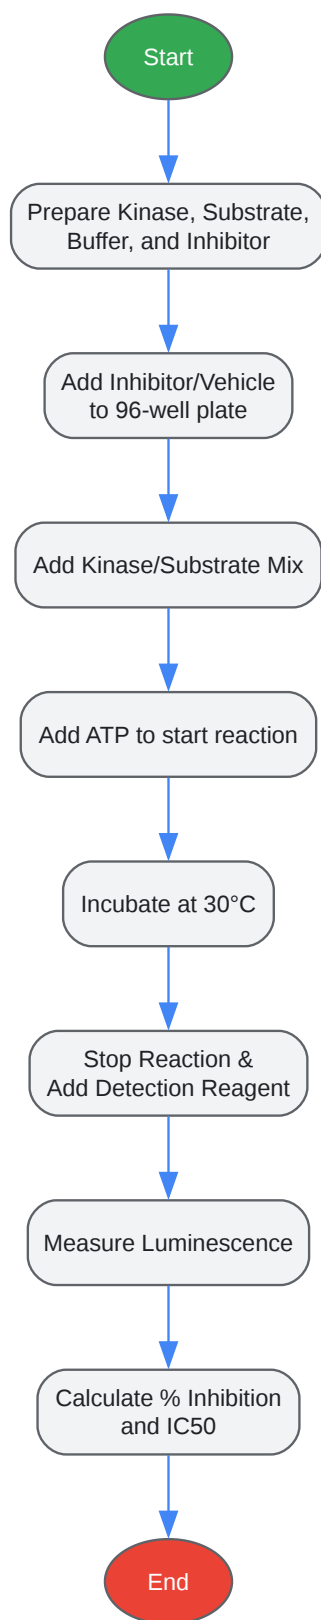 Start
Prepare Kinase, Substrate,
Buffer, and Inhibitor
Add Inhibitor/Vehicle
to 96-well plate
Add Kinase/Substrate Mix
Add ATP to start reaction
Incubate at 30°C
Stop Reaction &
Add Detection Reagent
Measure Luminescence
Calculate % Inhibition
and IC50
End